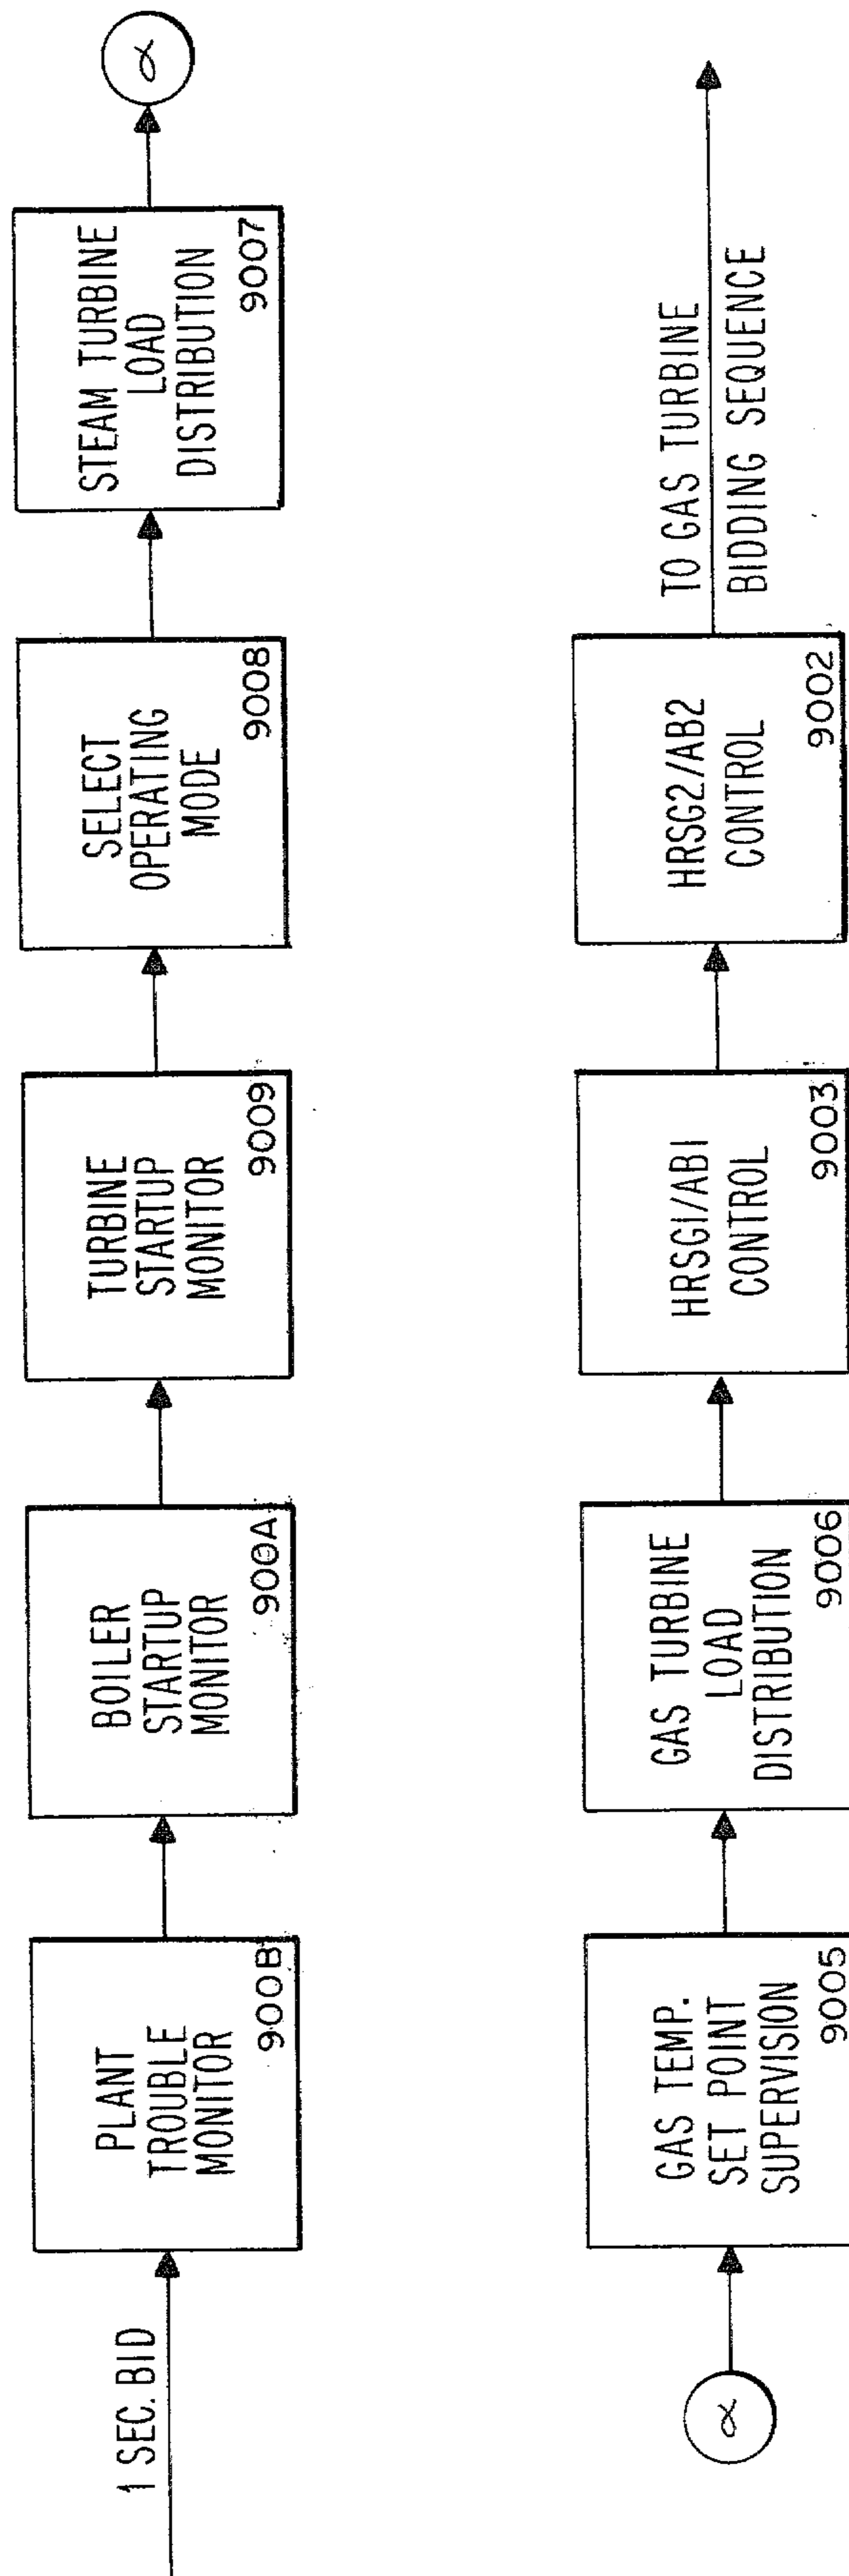 1 SEC. BID
PLANT
TROUBLE
MONITOR
900B
BOILER
STARTUP
MONITOR
900A
TURBINE
STARTUP
MONITOR
9009
SELECT
OPERATING
MODE
9008
STEAM TURBINE
LOAD
DISTRIBUTION
9007
α
α
GAS TEMP.
SET POINT
SUPERVISION
9005
GAS TURBINE
LOAD
DISTRIBUTION
9006
HRSG1/AB1
CONTROL
9003
HRSG2/AB2
CONTROL
9002
TO GAS TURBINE
BIDDING SEQUENCE